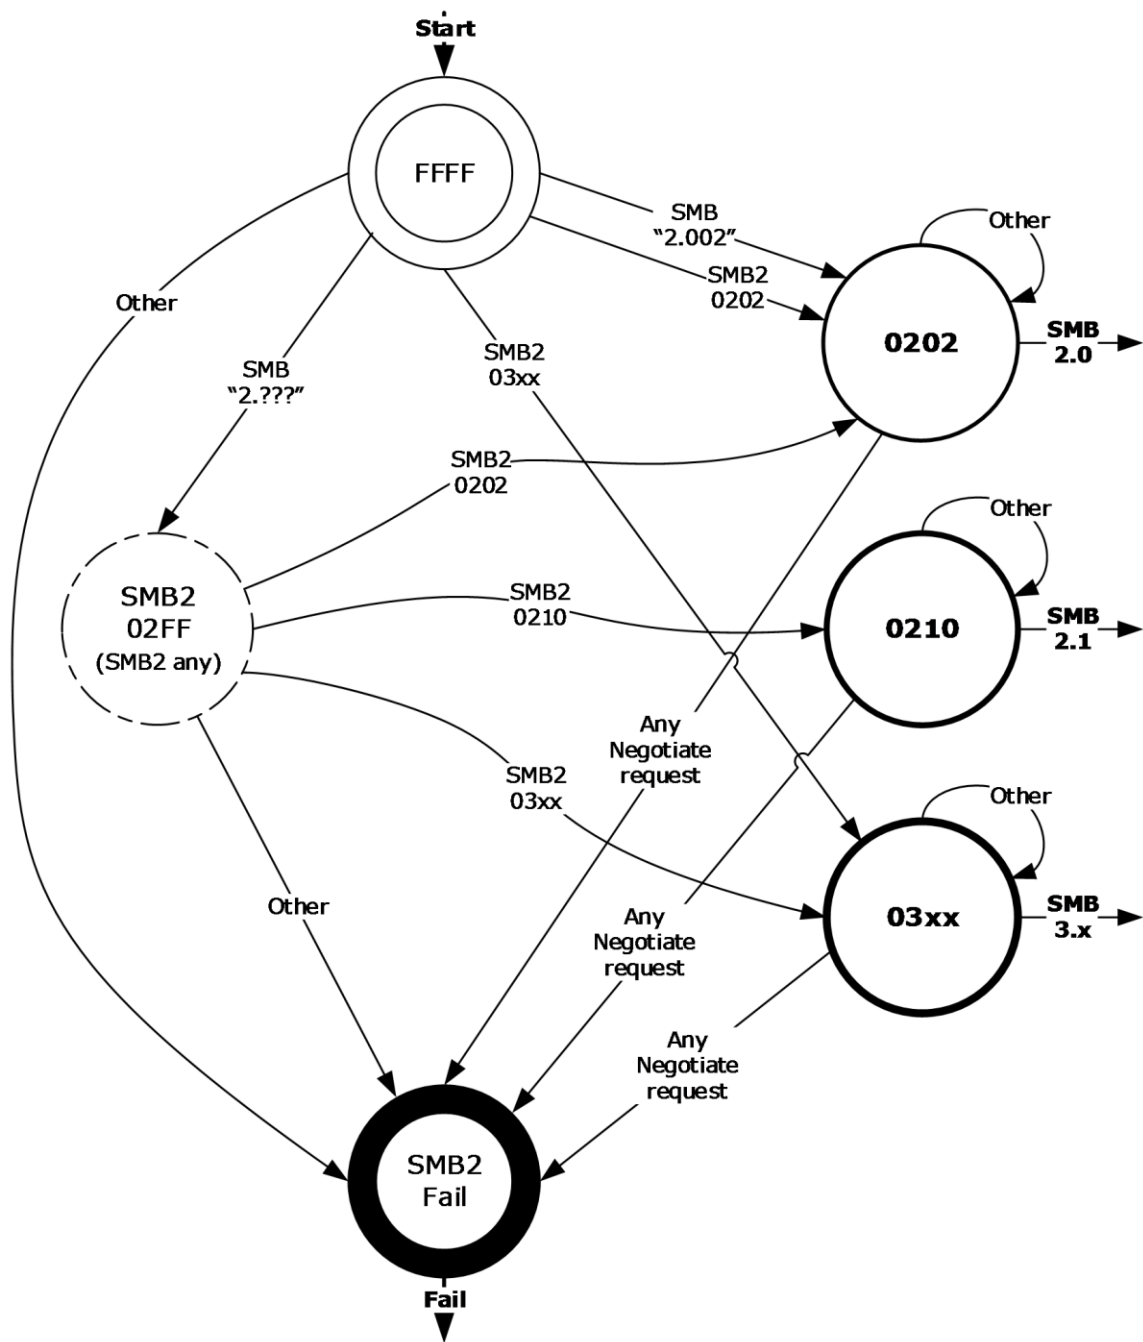 Start
FFFF
SMB
“2.002”
Other
SMB2
0202
Other
0202
SMB
2.0
SMB2
03xx
SMB
“2.???”
SMB2
0202
Other
SMB2
02FF
(SMB2 any)
SMB2
0210
0210
SMB
2.1
Any
Negotiate
request
SMB2
03xx
Other
03xx
SMB
3.x
Other
Any
Negotiate
request
Any
Negotiate
request
SMB2
Fail
Fail